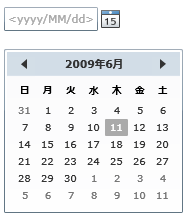 <yyyy/MM/dd> 15
2009年6月
日 月 火 水 木 金 土
31 1 2 3 4 5 6
7 8 9 10 11 12 13
14 15 16 17 18 19 20
21 22 23 24 25 26 27
28 29 30 1 2 3 4
5 6 7 8 9 10 11